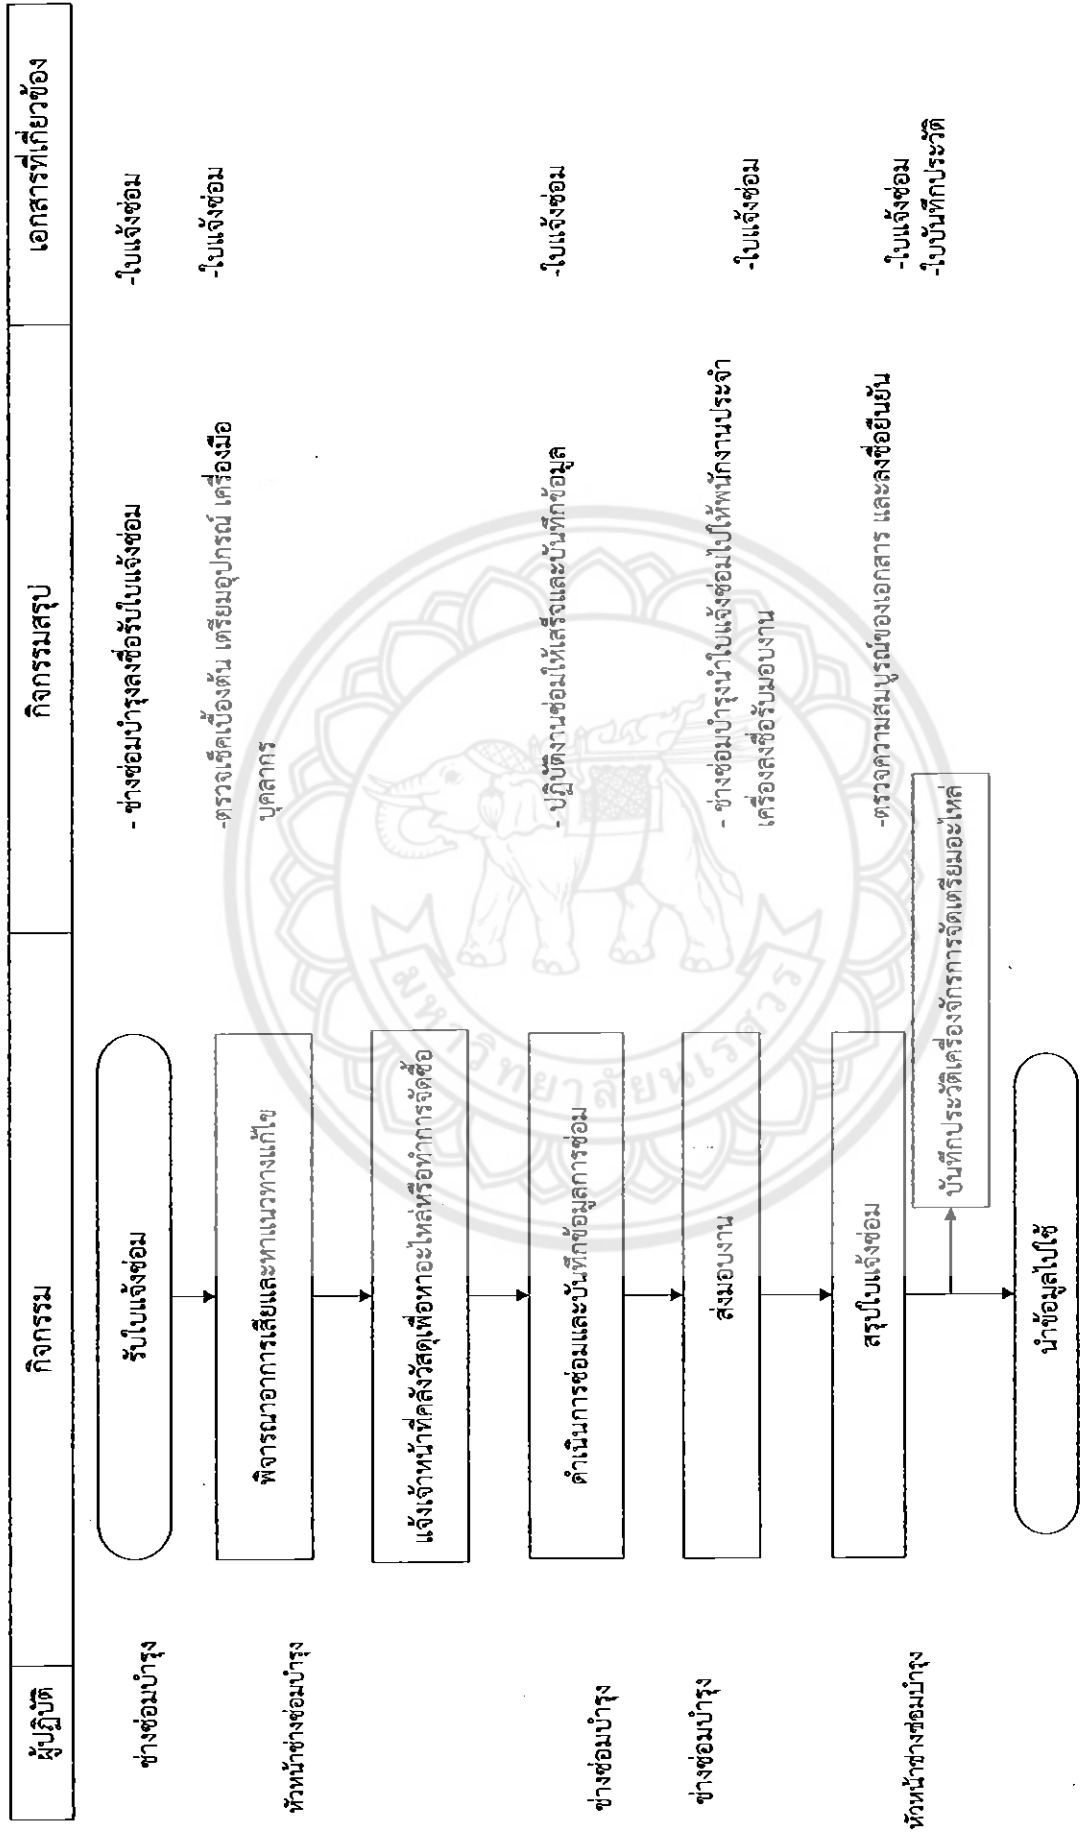 ผู้ปฏิบัติ
กิจกรรม
กิจกรรมสรุป
เอกสารที่เกี่ยวข้อง
ช่างซ่อมบำรุง
รับใบแจ้งซ่อม
- ช่างซ่อมบำรุงลงชื่อรับใบแจ้งซ่อม
-ใบแจ้งซ่อม
หัวหน้าช่างซ่อมบำรุง
พิจารณาอาการเสียและหาแนวทางแก้ไข
-ตรวจเช็คเบื้องต้น เตรียมอุปกรณ์ เครื่องมือ
บุคลากร
-ใบแจ้งซ่อม
แจ้งเจ้าหน้าที่คลังวัสดุเพื่อหาอะไหล่หรือทำการจัดซื้อ
ช่างซ่อมบำรุง
ดำเนินการซ่อมและบันทึกข้อมูลการซ่อม
- ปฏิบัติงานซ่อมให้เสร็จและบันทึกข้อมูล
-ใบแจ้งซ่อม
ช่างซ่อมบำรุง
ส่งมอบงาน
- ช่างซ่อมบำรุงนำใบแจ้งซ่อมไปให้พนักงานประจำ
เครื่องลงชื่อรับมอบงาน
-ใบแจ้งซ่อม
หัวหน้าช่างซ่อมบำรุง
สรุปใบแจ้งซ่อม
-ตรวจความสมบูรณ์ของเอกสาร และลงชื่อยืนยัน
-ใบแจ้งซ่อม
-ใบบันทึกประวัติ
บันทึกประวัติเครื่องจักรการจัดเตรียมอะไหล่
นำข้อมูลไปใช้
มหาวิทยาลัยนเรศวร